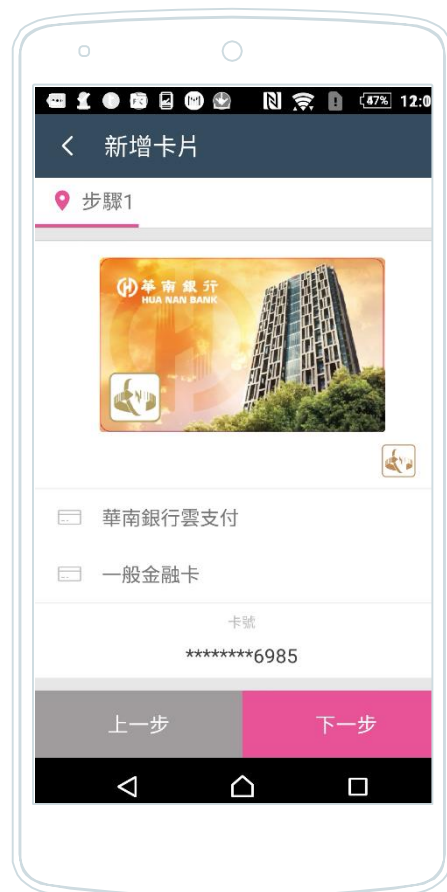 47% 12:0
新增卡片
步驟1
華南銀行
HUA NAN BANK
華南銀行雲支付
一般金融卡
卡號
********6985
上一步
下一步